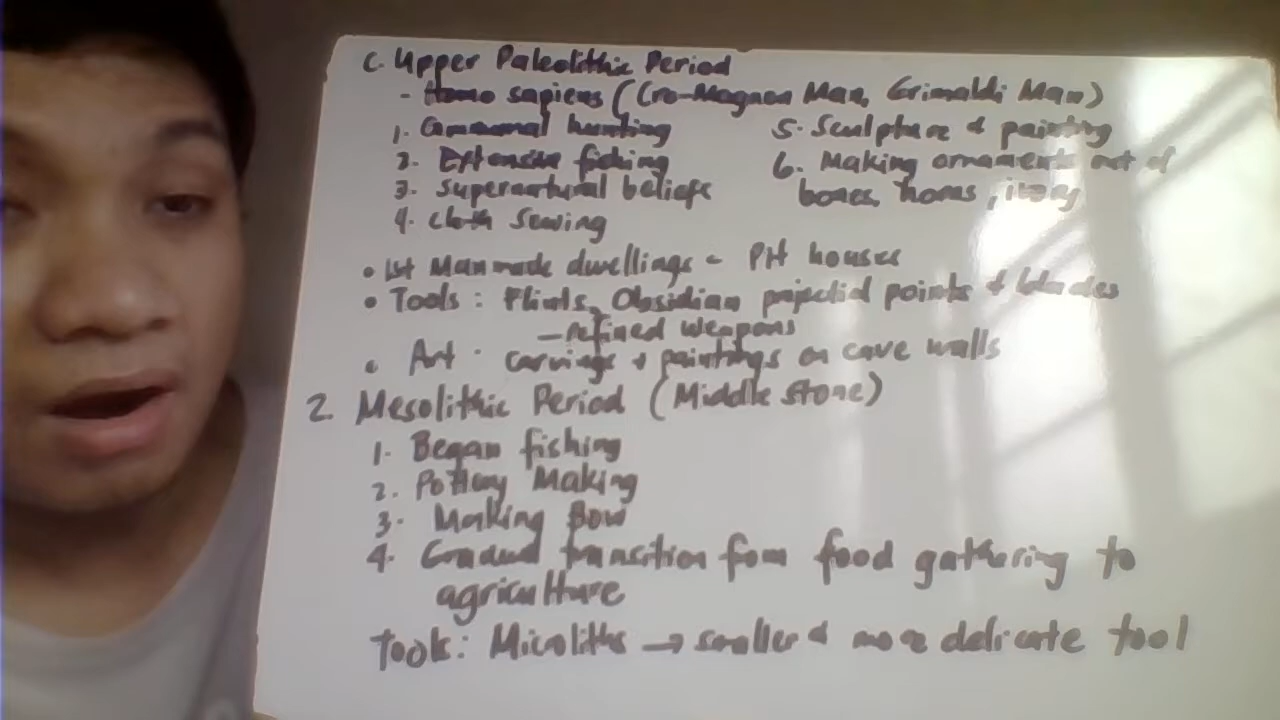 C. Upper Paleolithic Period
- Homo sapiens (Cro-Magnon Man, Grimaldi Man)
1. Communal hunting
2. Extensive fishing
3. Supernatural beliefs
4. Cloth Sewing
5. Sculpture & painting
6. Making ornaments out of
bones, horns, ivory
• 1st Manmade dwellings - Pit houses
• Tools: Flints, Obsidian projectid points & blades
- refined weapons
• Art - carvings & paintings on cave walls
2. Mesolithic Period (Middle Stone)
1. Began fishing
2. Pottery Making
3. Making Bow
4. Gradual transition from food gathering to
agriculture
Tools: Micoliths → smaller & more delicate tool